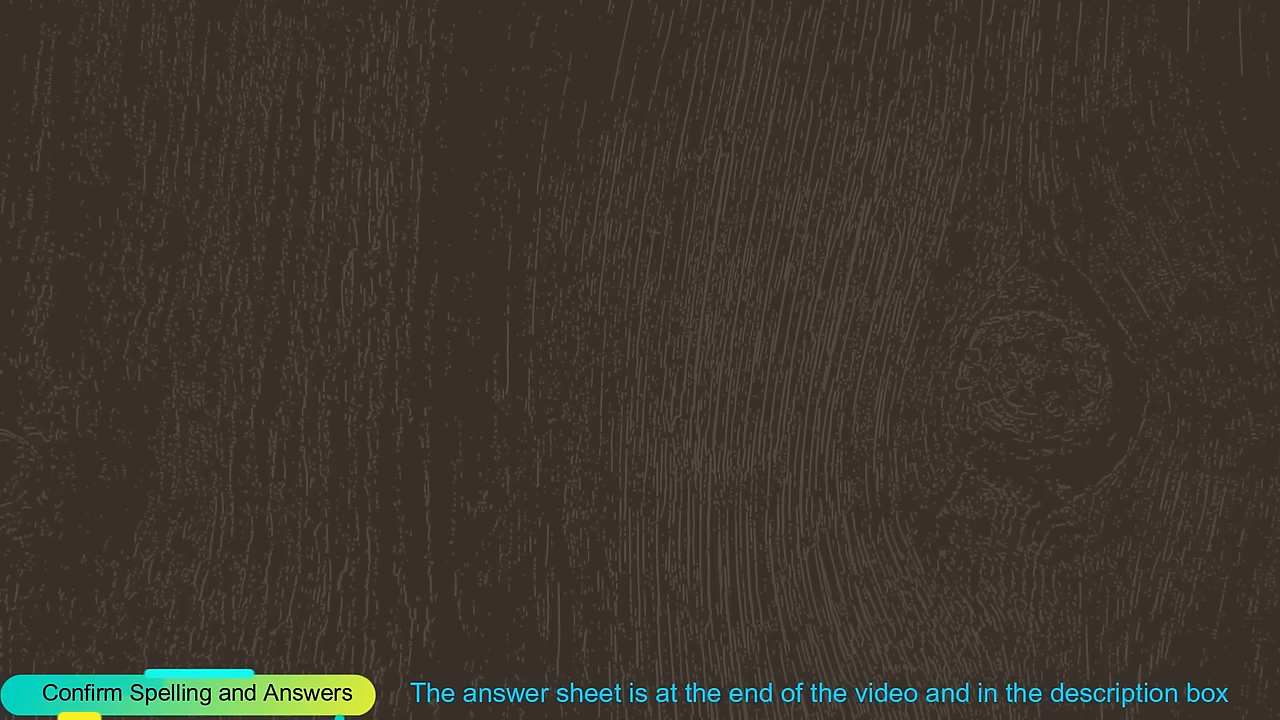 Confirm Spelling and Answers
The answer sheet is at the end of the video and in the description box